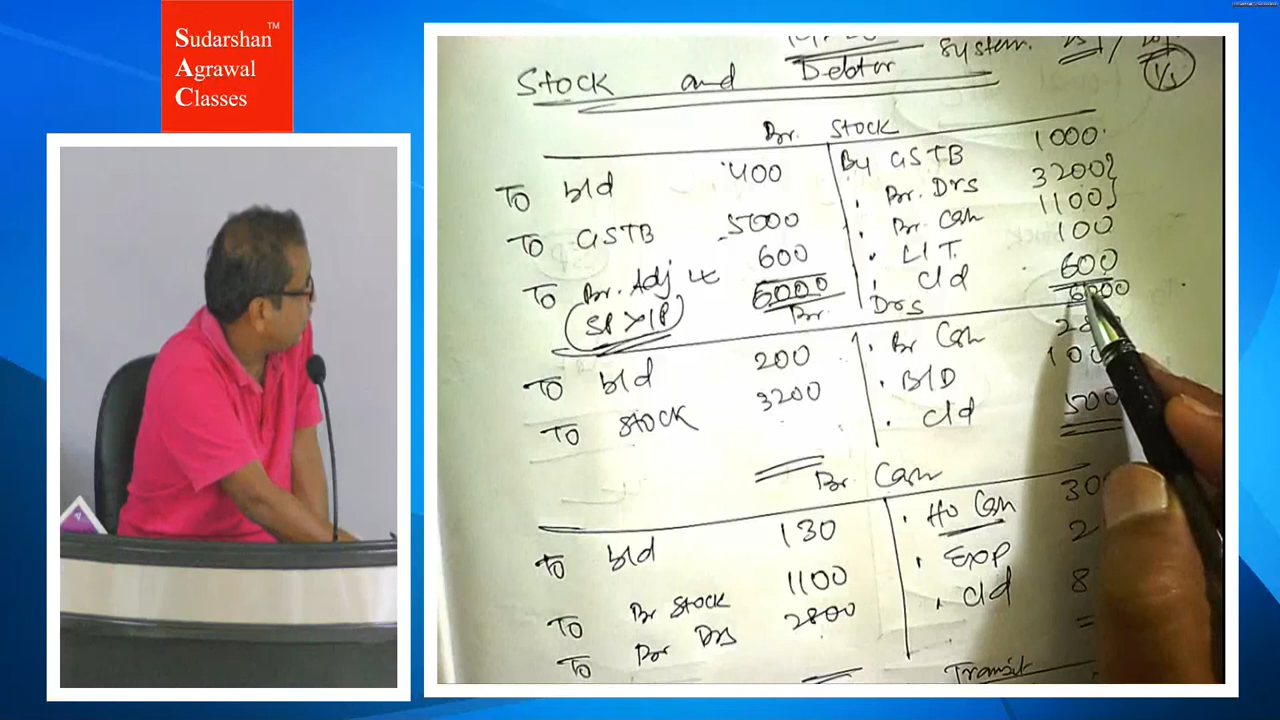 Sudarshan™
Agrawal
Classes
System.
Stock and Debtor
Br. Stock
To b/d 400 By GSTB 1000
To GSTB 5000 . Br. Drs 3200
. Br. Cash 1100
To Br. Adj 600 . LIT. 100
(SP > IP) 6000 . c/d 600
6000
Br. Drs
To b/d 200 . Br Cash
To Stock 3200 . B/D
. c/d 500
Br Cash
To b/d 130 . Ho Cash
To Br Stock 1100 . Exp
To Br Drs 2800 . c/d
Transit